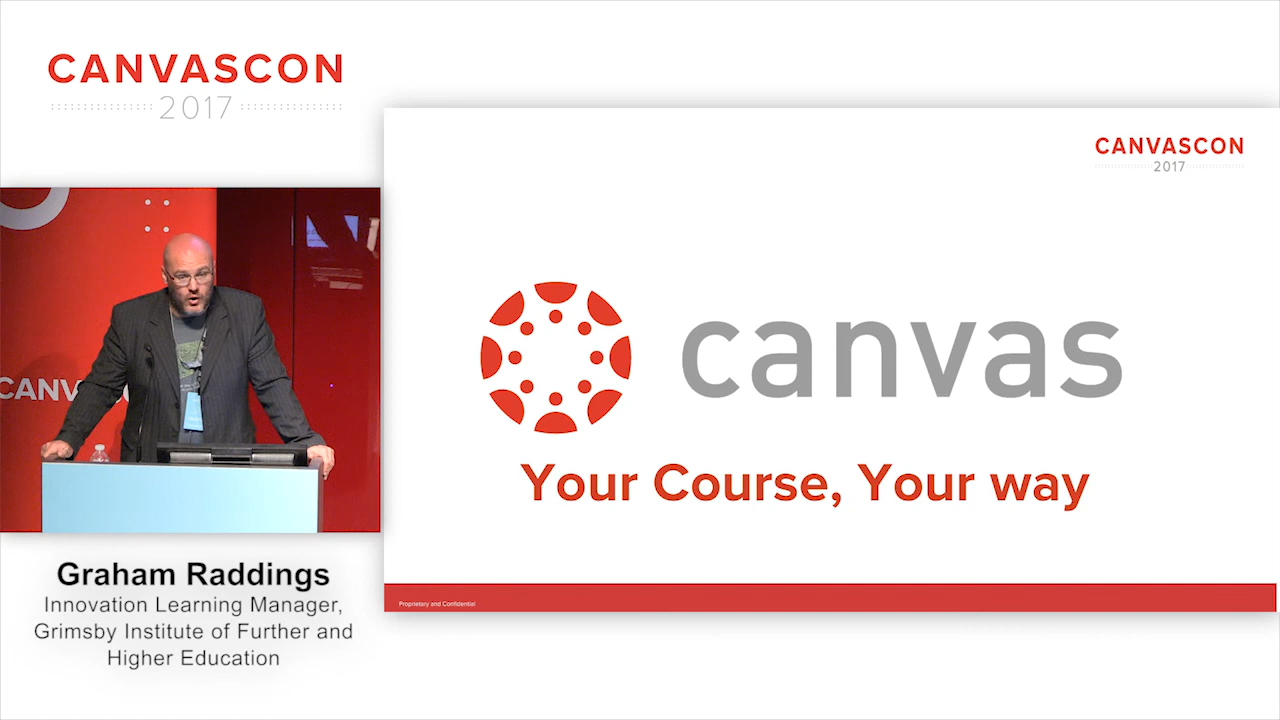 CANVASCON
2017
CANV
Graham Raddings
Innovation Learning Manager,
Grimsby Institute of Further and
Higher Education
CANVASCON
2017
canvas
Your Course, Your way
Proprietary and Confidential